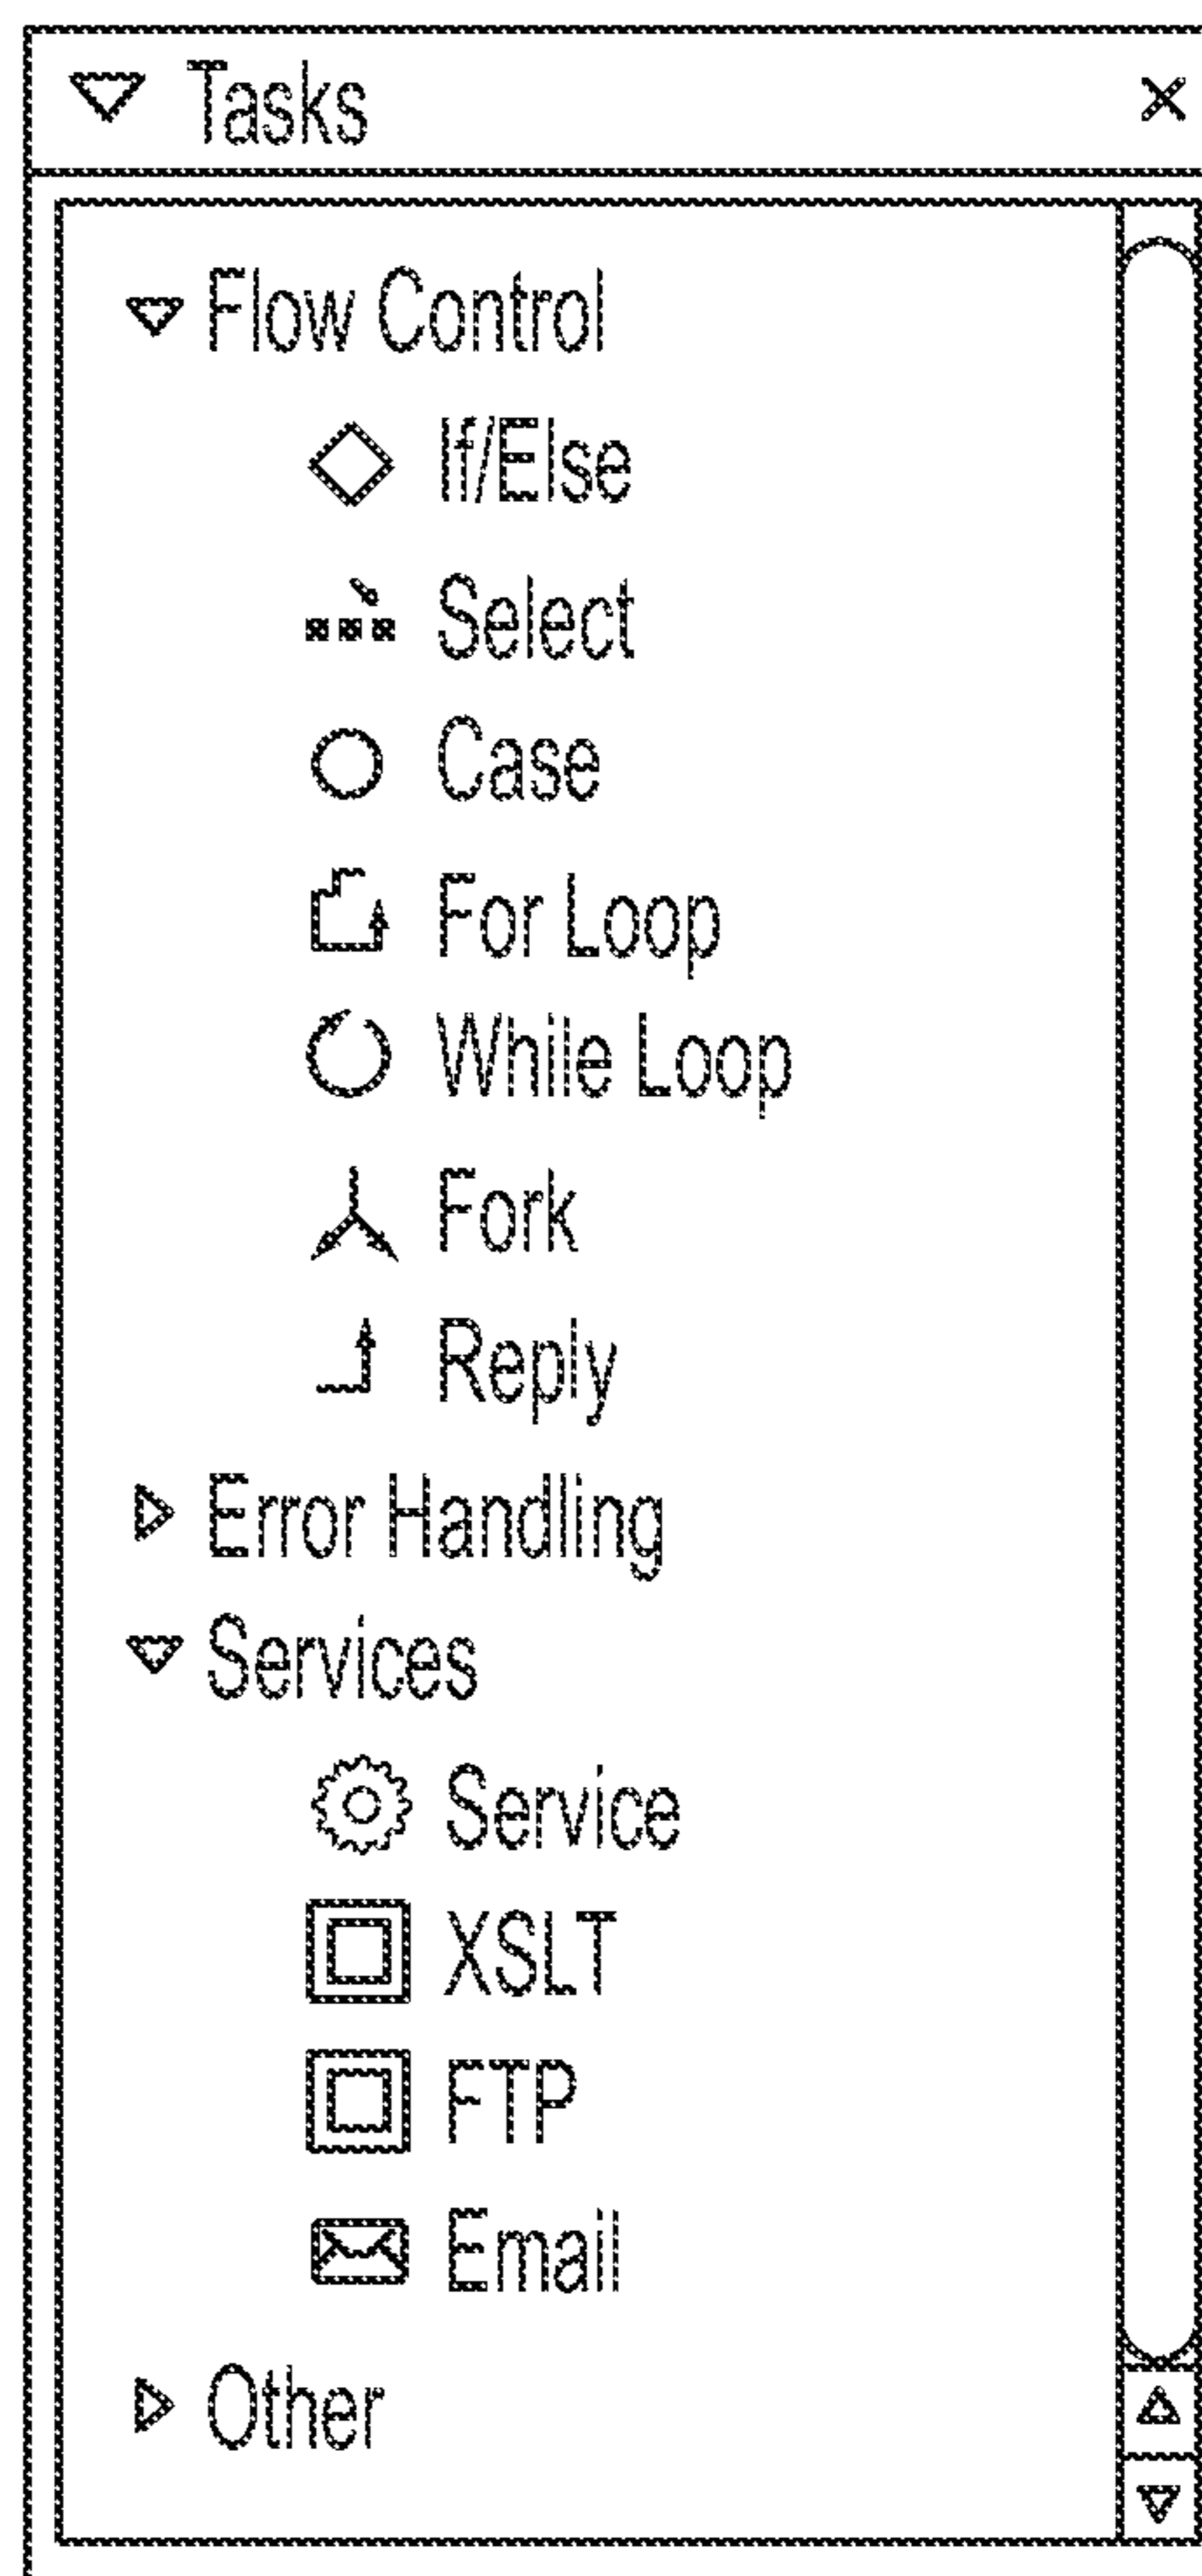 Tasks
Flow Control
If/Else
Select
Case
For Loop
While Loop
Fork
Reply
Error Handling
Services
Service
XSLT
FTP
Email
Other